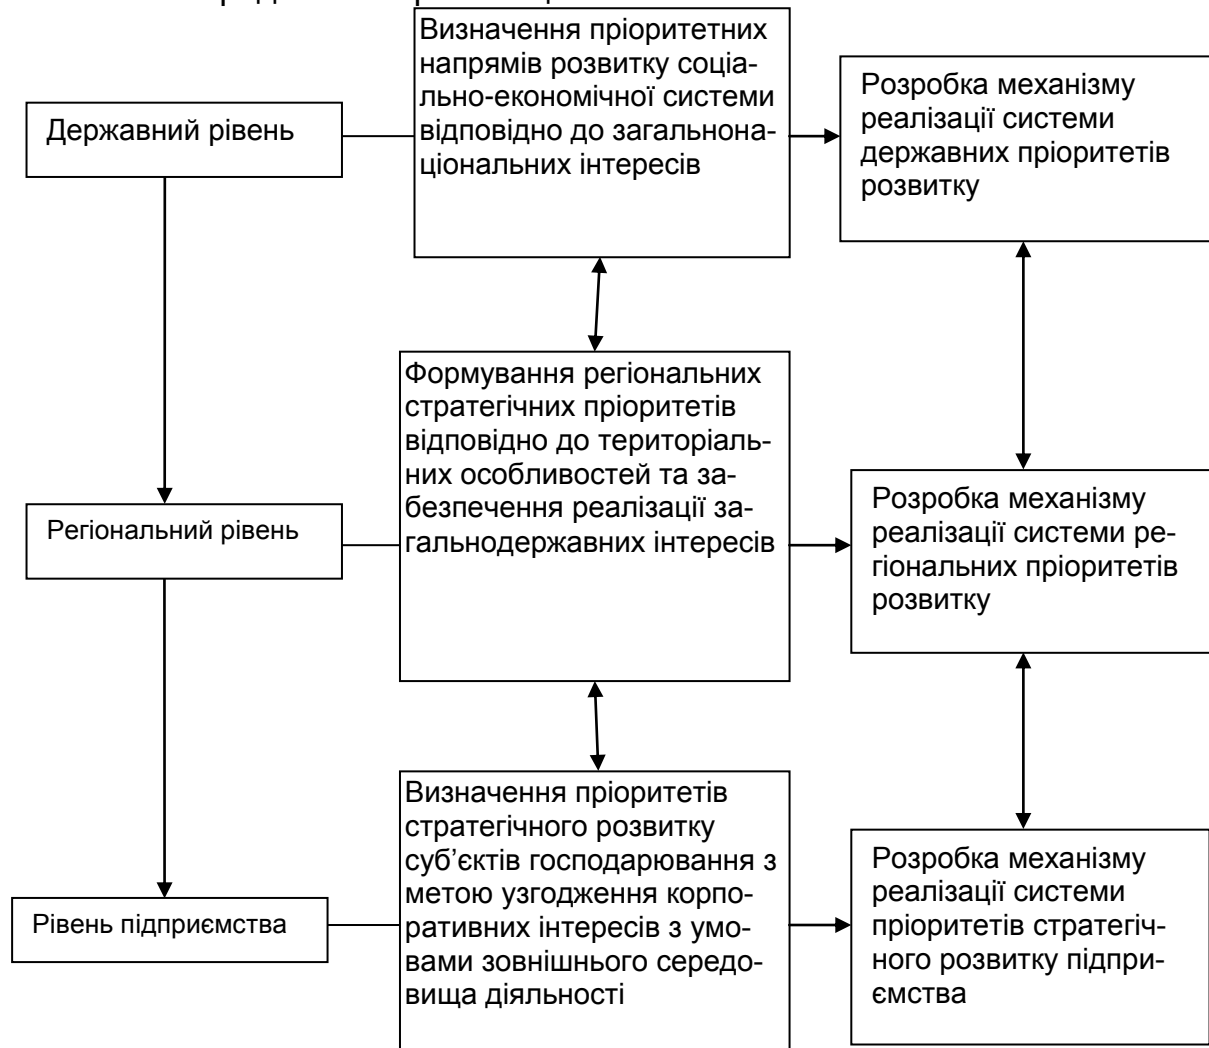 Визначення пріоритетних
напрямів розвитку соціа-
льно-економічної системи
відповідно до загальнона-
ціональних інтересів
Державний рівень
Розробка механізму
реалізації системи
державних пріоритетів
розвитку
Формування регіональних
стратегічних пріоритетів
відповідно до територіаль-
них особливостей та за-
безпечення реалізації за-
гальнодержавних інтересів
Регіональний рівень
Розробка механізму
реалізації системи ре-
гіональних пріоритетів
розвитку
Визначення пріоритетів
стратегічного розвитку
суб’єктів господарювання з
метою узгодження корпо-
ративних інтересів з умо-
вами зовнішнього середо-
вища діяльності
Рівень підприємства
Розробка механізму
реалізації системи
пріоритетів стратегіч-
ного розвитку підпри-
ємства